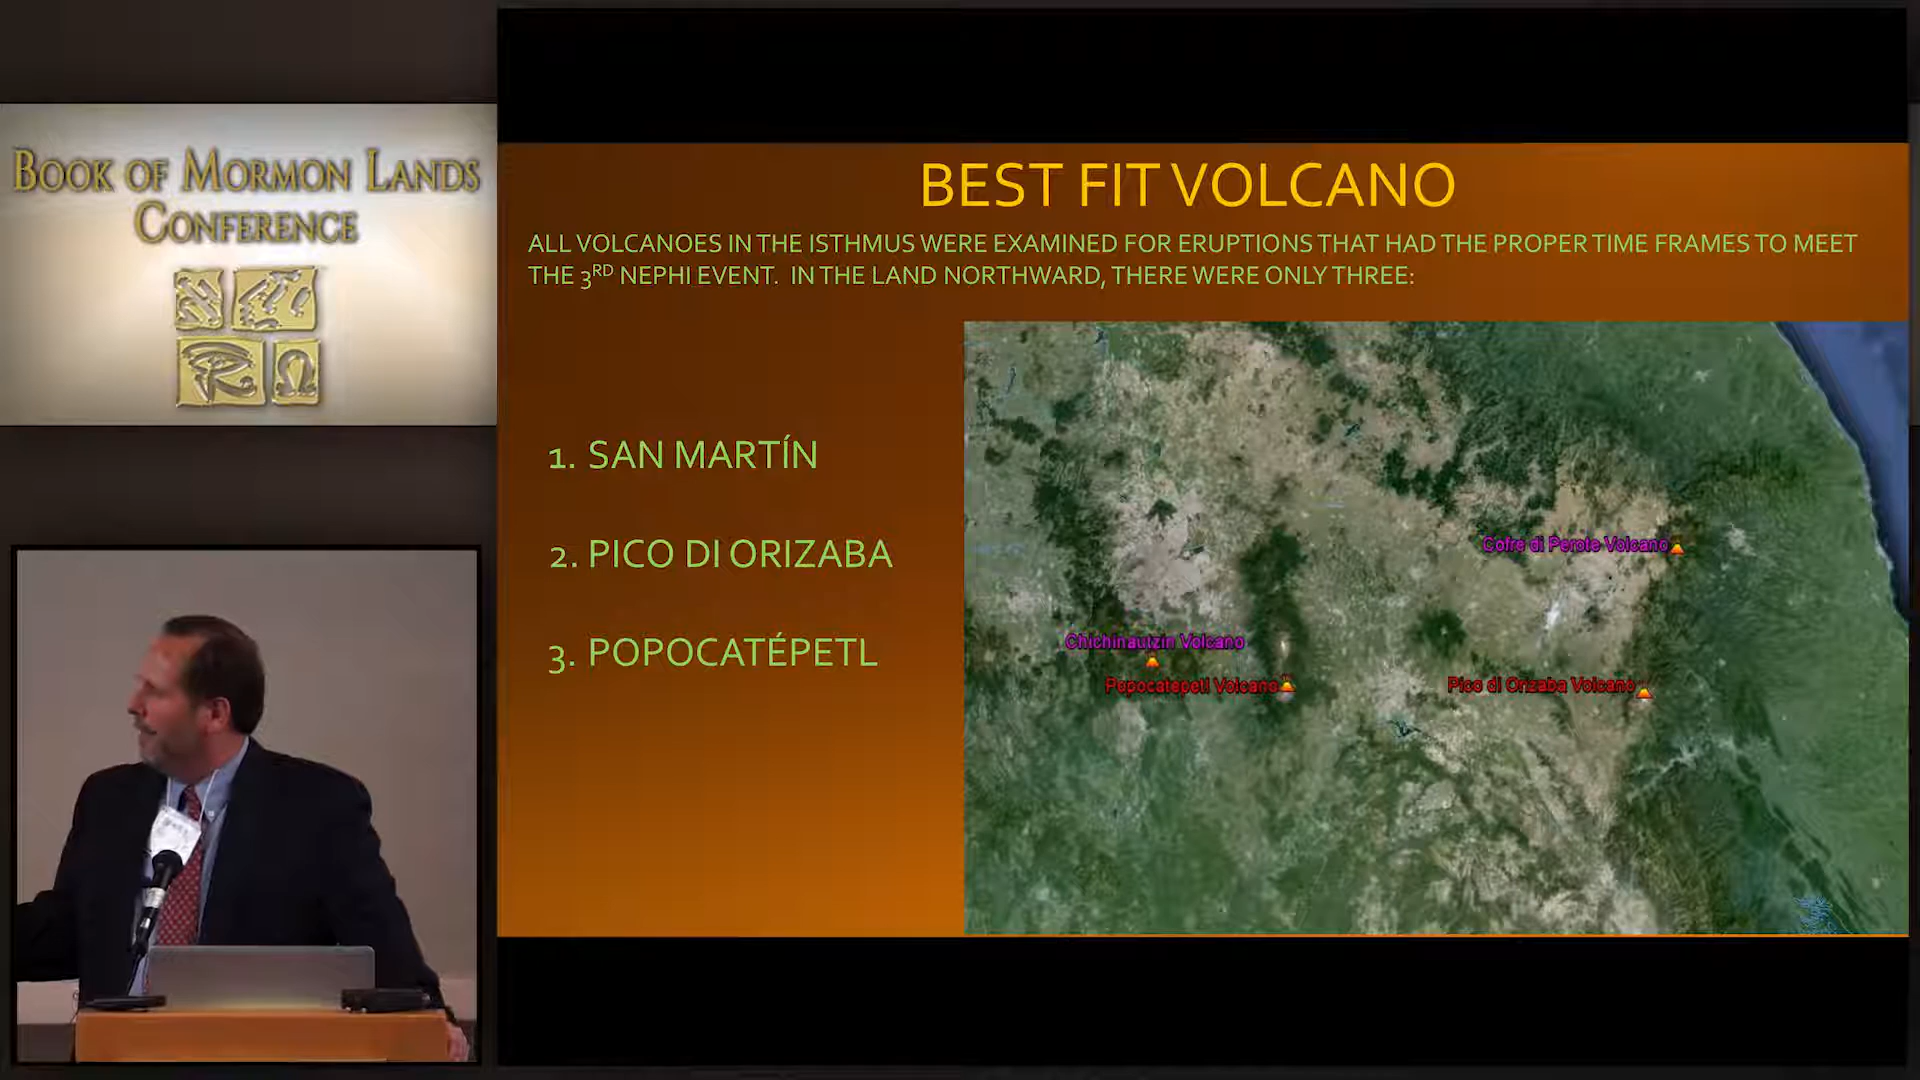 BOOK OF MORMON LANDS
CONFERENCE
BEST FIT VOLCANO
ALL VOLCANOES IN THE ISTHMUS WERE EXAMINED FOR ERUPTIONS THAT HAD THE PROPER TIME FRAMES TO MEET
THE 3RD NEPHI EVENT. IN THE LAND NORTHWARD, THERE WERE ONLY THREE:
1. SAN MARTÍN
2. PICO DI ORIZABA
3. POPOCATÉPETL
Cofre di Perote Volcano
Chichinautzin Volcano
Popocatepetl Volcano
Pico di Orizaba Volcano